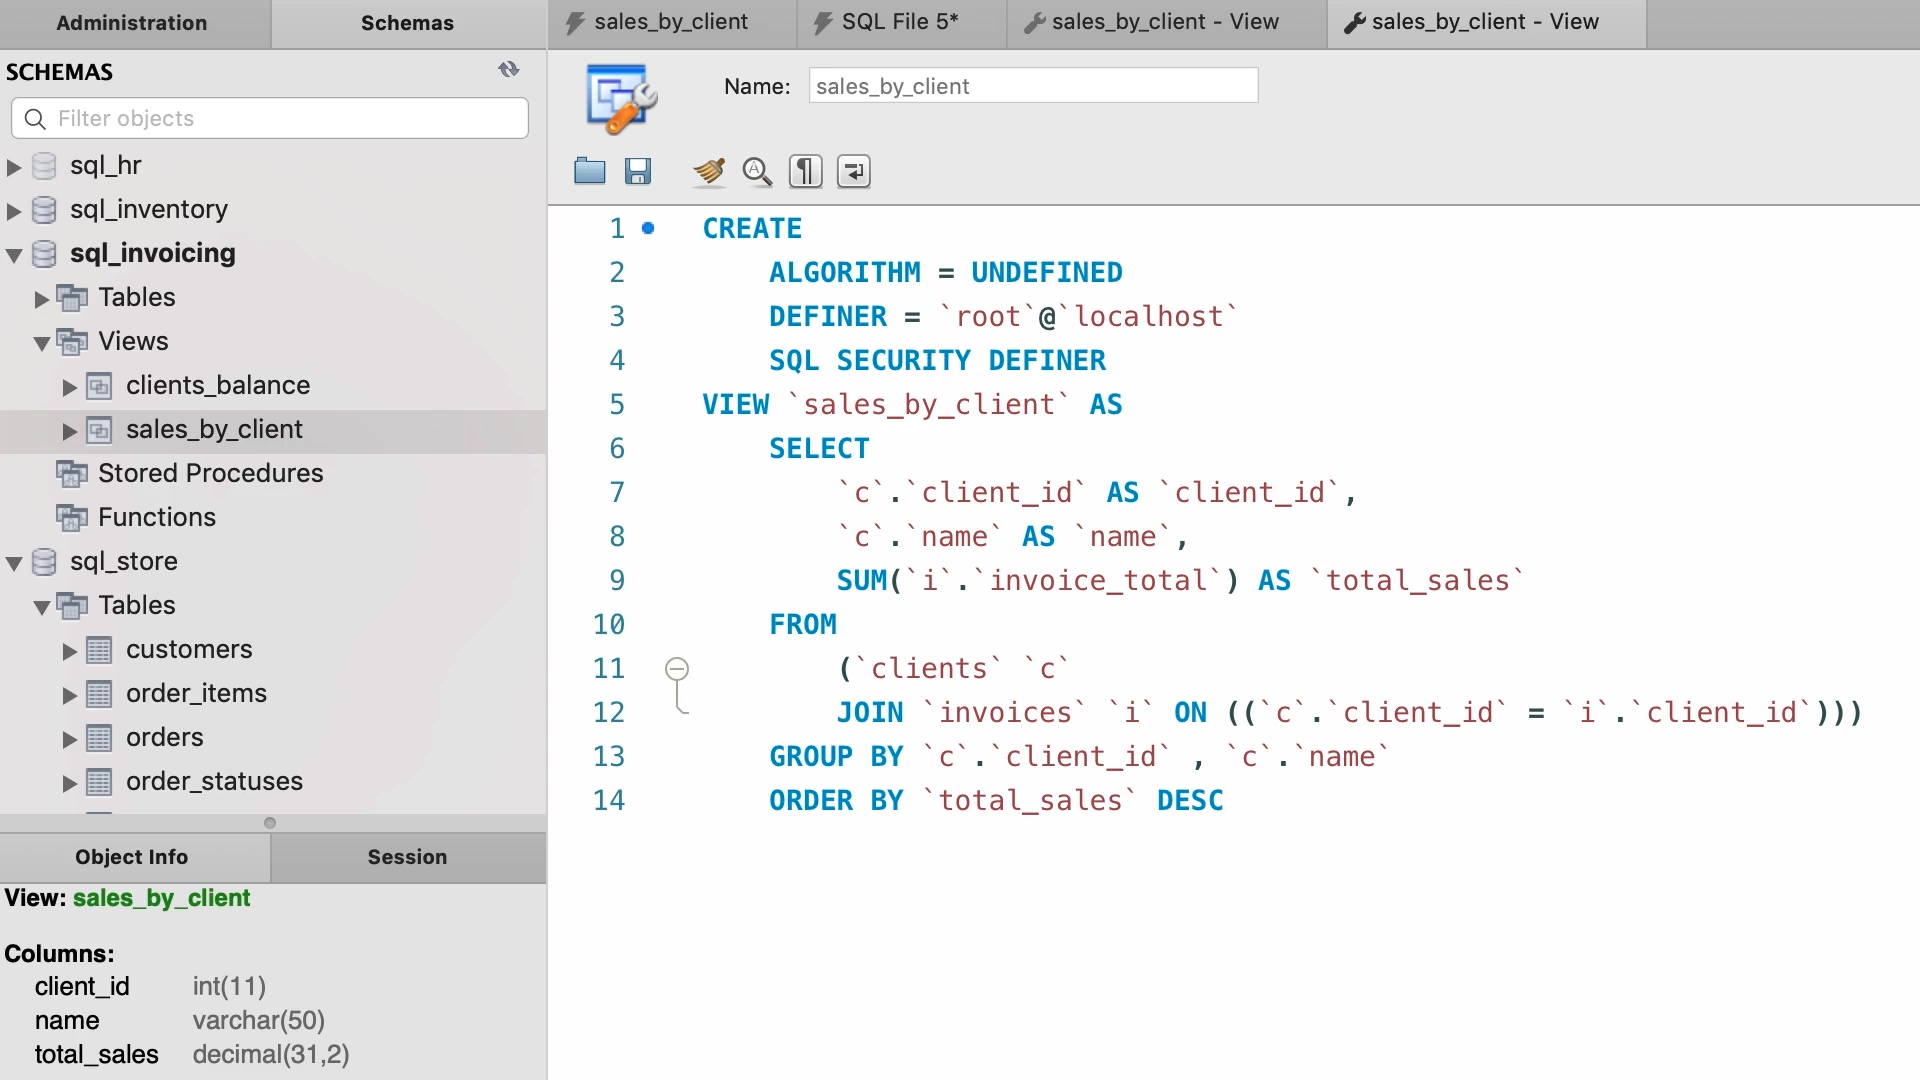 Administration
Schemas
SCHEMAS
Filter objects
sql_hr
sql_inventory
sql_invoicing
Tables
Views
clients_balance
sales_by_client
Stored Procedures
Functions
sql_store
Tables
customers
order_items
orders
order_statuses
Object Info
Session
View: sales_by_client
Columns:
client_id int(11)
name varchar(50)
total_sales decimal(31,2)
sales_by_client
SQL File 5*
sales_by_client - View
sales_by_client - View
Name: sales_by_client
1 CREATE
2 ALGORITHM = UNDEFINED
3 DEFINER = `root`@`localhost`
4 SQL SECURITY DEFINER
5 VIEW `sales_by_client` AS
6 SELECT
7 `c`.`client_id` AS `client_id`,
8 `c`.`name` AS `name`,
9 SUM(`i`.`invoice_total`) AS `total_sales`
10 FROM
11 (`clients` `c`
12 JOIN `invoices` `i` ON ((`c`.`client_id` = `i`.`client_id`)))
13 GROUP BY `c`.`client_id` , `c`.`name`
14 ORDER BY `total_sales` DESC